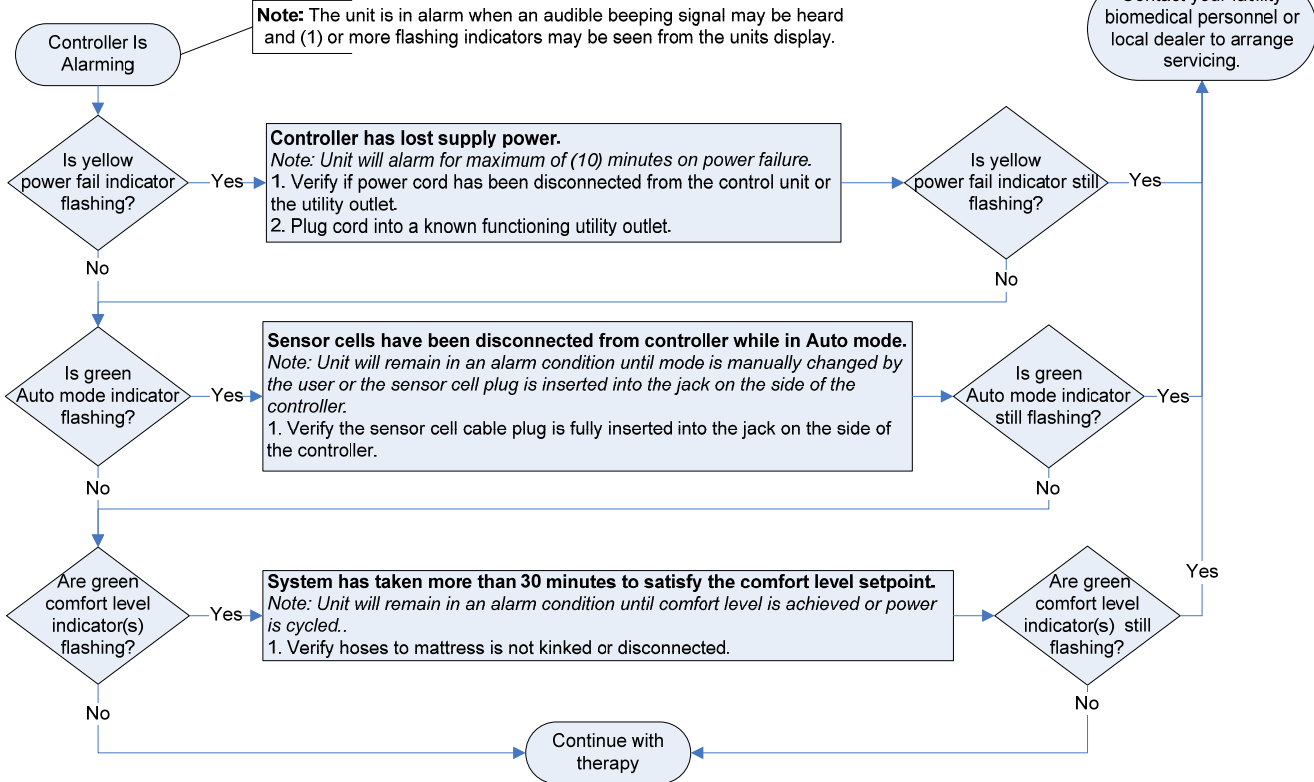 Note: The unit is in alarm when an audible beeping signal may be heard
and (1) or more flashing indicators may be seen from the units display.
Controller Is
Alarming
Contact your facility
biomedical personnel or
local dealer to arrange
servicing.
Is yellow
power fail indicator
flashing?
Yes
Controller has lost supply power.
Note: Unit will alarm for maximum of (10) minutes on power failure.
1. Verify if power cord has been disconnected from the control unit or
the utility outlet.
2. Plug cord into a known functioning utility outlet.
Is yellow
power fail indicator still
flashing?
Yes
No
No
Is green
Auto mode indicator
flashing?
Yes
Sensor cells have been disconnected from controller while in Auto mode.
Note: Unit will remain in an alarm condition until mode is manually changed by
the user or the sensor cell plug is inserted into the jack on the side of the
controller.
1. Verify the sensor cell cable plug is fully inserted into the jack on the side of
the controller.
Is green
Auto mode indicator
still flashing?
Yes
No
No
Are green
comfort level
indicator(s)
flashing?
Yes
System has taken more than 30 minutes to satisfy the comfort level setpoint.
Note: Unit will remain in an alarm condition until comfort level is achieved or power
is cycled..
1. Verify hoses to mattress is not kinked or disconnected.
Are green
comfort level
indicator(s) still
flashing?
Yes
No
No
Continue with
therapy